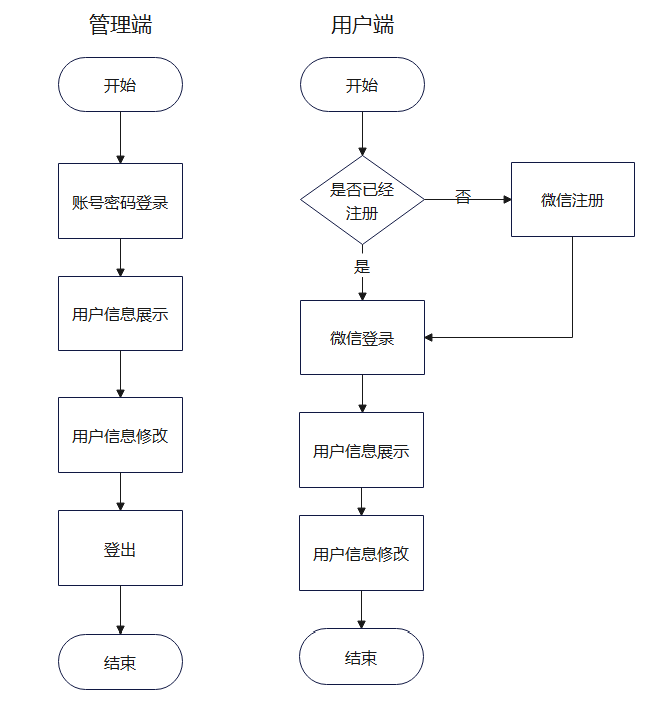 管理端
开始
账号密码登录
用户信息展示
用户信息修改
登出
结束
用户端
开始
是否已经
注册
否
微信注册
是
微信登录
用户信息展示
用户信息修改
结束